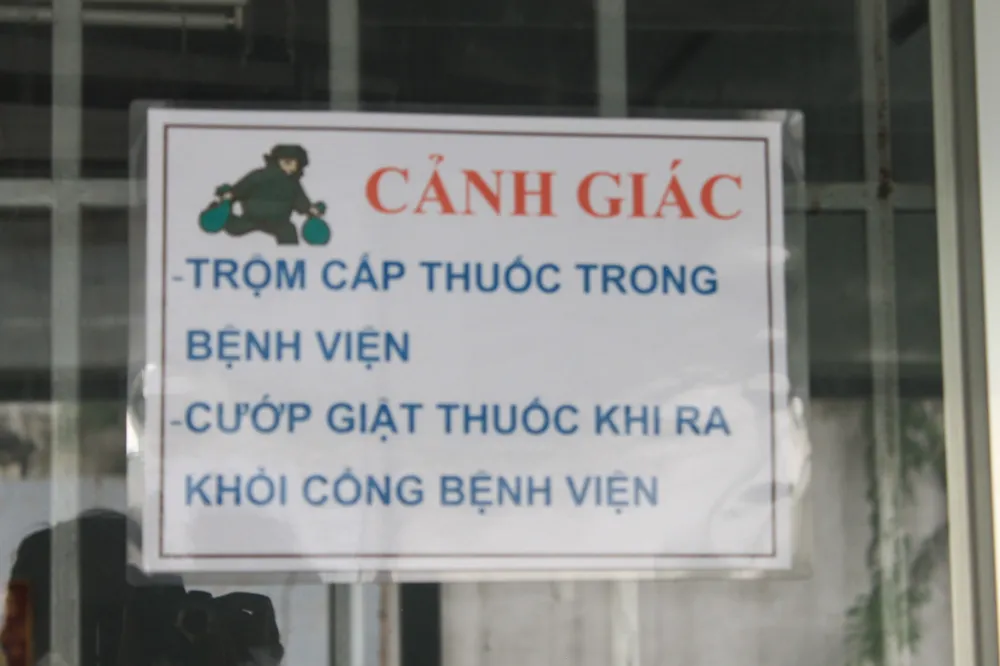 CẢNH GIÁC
-TRỘM CẮP THUỐC TRONG
BỆNH VIỆN
-CƯỚP GIẬT THUỐC KHI RA
KHỎI CỔNG BỆNH VIỆN